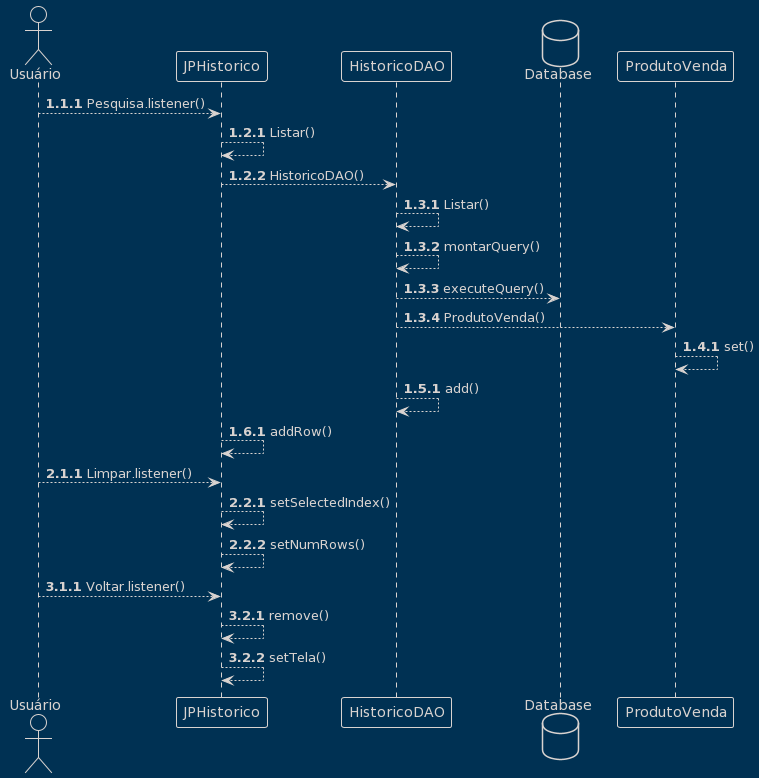 Usuário
JPHistorico
HistoricoDAO
Database
ProdutoVenda
1.1.1 Pesquisa.listener()
1.2.1 Listar()
1.2.2 HistoricoDAO()
1.3.1 Listar()
1.3.2 montarQuery()
1.3.3 executeQuery()
1.3.4 ProdutoVenda()
1.4.1 set()
1.5.1 add()
1.6.1 addRow()
2.1.1 Limpar.listener()
2.2.1 setSelectedIndex()
2.2.2 setNumRows()
3.1.1 Voltar.listener()
3.2.1 remove()
3.2.2 setTela()
Usuário
JPHistorico
HistoricoDAO
Database
ProdutoVenda